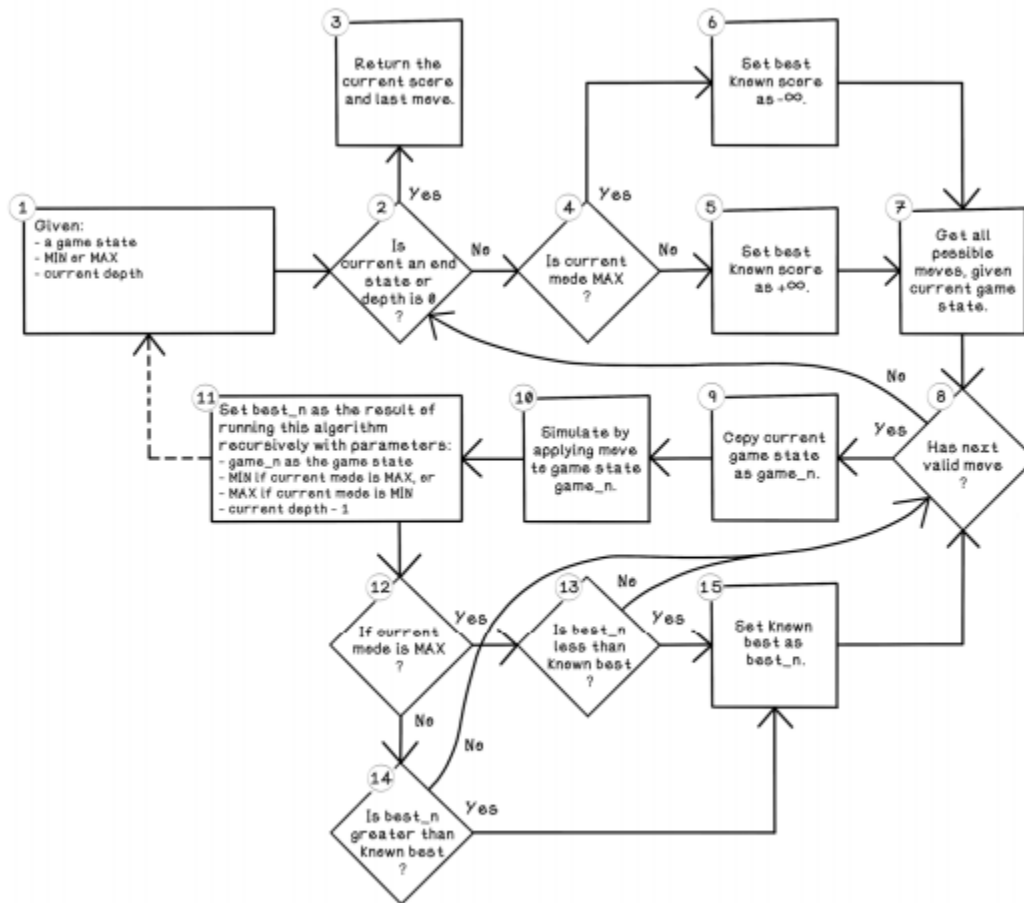 1
Given:
- a game state
- MIN or MAX
- current depth
2
Is
current an end
state or
depth is 0
?
Yes
No
3
Return the
current score
and last move.
4
Is current
mode MAX
?
Yes
No
5
Set best
known score
as +∞.
6
Set best
known score
as -∞.
7
Get all
possible
moves, given
current game
state.
8
Has next
valid move
?
Yes
No
9
Copy current
game state
as game_n.
10
Simulate by
applying move
to game state
game_n.
11
Set best_n as the result of
running this algorithm
recursively with parameters:
- game_n as the game state
- MIN if current mode is MAX, or
- MAX if current mode is MIN
- current depth - 1
12
If current
mode is MAX
?
Yes
No
13
Is best_n
less than
known best
?
Yes
No
14
Is best_n
greater than
known best
?
Yes
No
15
Set known
best as
best_n.